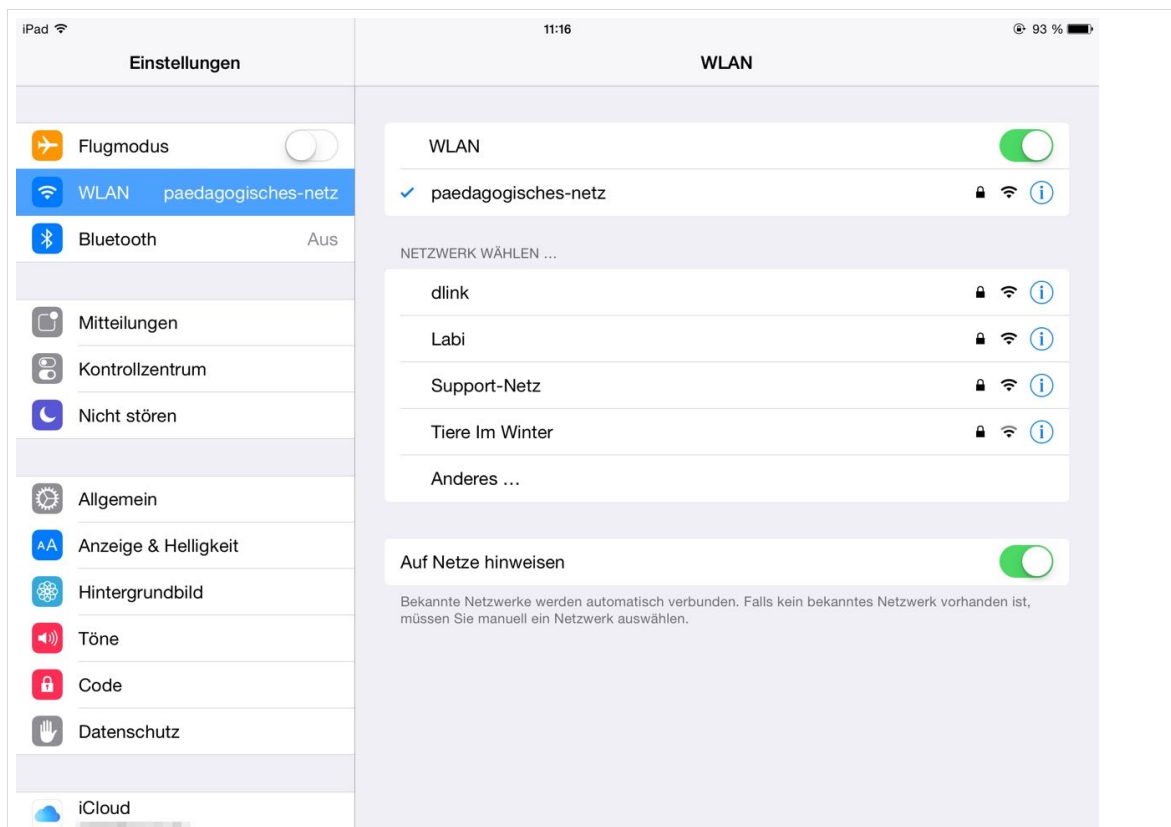 iPad 11:16 93 %
Einstellungen
WLAN
Flugmodus
WLAN paedagogisches-netz
Bluetooth Aus
Mitteilungen
Kontrollzentrum
Nicht stören
Allgemein
AA Anzeige & Helligkeit
Hintergrundbild
Töne
Code
Datenschutz
iCloud
WLAN
paedagogisches-netz
NETZWERK WÄHLEN ...
dlink
Labi
Support-Netz
Tiere Im Winter
Anderes ...
Auf Netze hinweisen
Bekannte Netzwerke werden automatisch verbunden. Falls kein bekanntes Netzwerk vorhanden ist,
müssen Sie manuell ein Netzwerk auswählen.